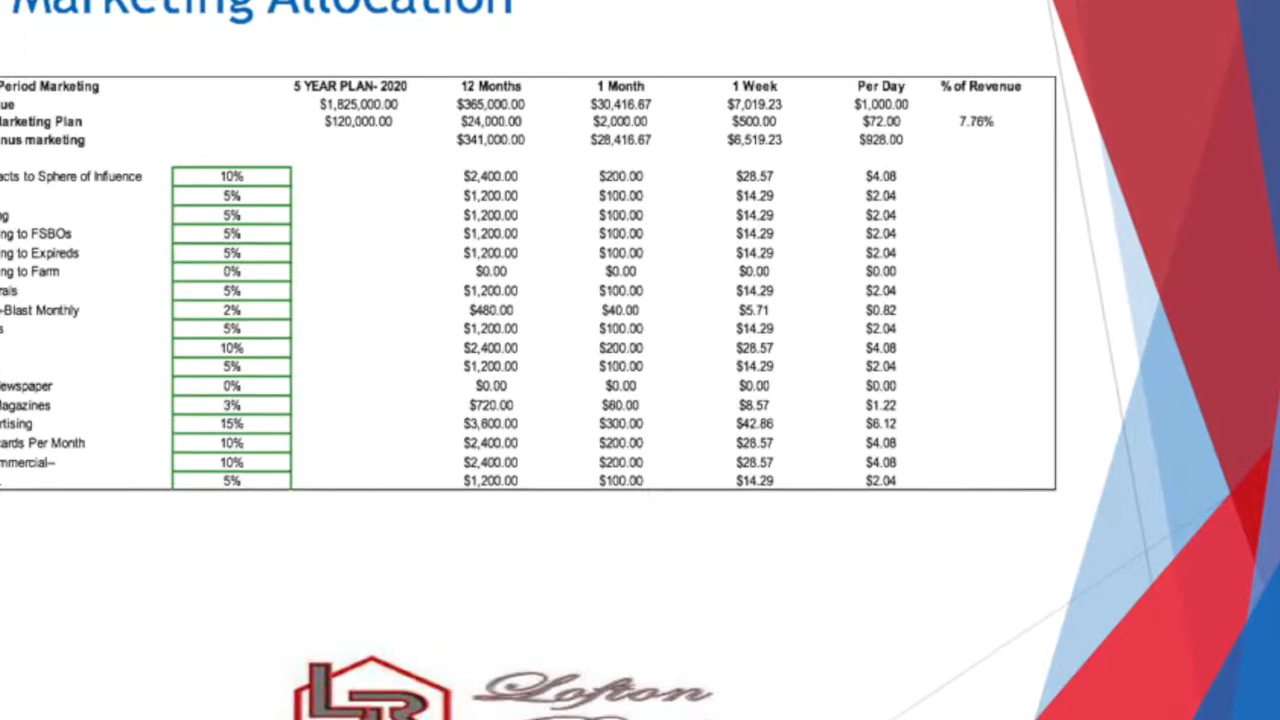 Marketing Allocation
Period Marketing 5 YEAR PLAN- 2020 12 Months 1 Month 1 Week Per Day % of Revenue
ue $1,825,000.00 $365,000.00 $30,416.67 $7,019.23 $1,000.00
arketing Plan $120,000.00 $24,000.00 $2,000.00 $500.00 $72.00 7.76%
nus marketing $341,000.00 $28,416.67 $6,519.23 $928.00
acts to Sphere of Influence 10% $2,400.00 $200.00 $28.57 $4.08
5% $1,200.00 $100.00 $14.29 $2.04
g 5% $1,200.00 $100.00 $14.29 $2.04
ng to FSBOs 5% $1,200.00 $100.00 $14.29 $2.04
ng to Expireds 5% $1,200.00 $100.00 $14.29 $2.04
ng to Farm 0% $0.00 $0.00 $0.00 $0.00
rals 5% $1,200.00 $100.00 $14.29 $2.04
-Blast Monthly 2% $480.00 $40.00 $5.71 $0.82
s 5% $1,200.00 $100.00 $14.29 $2.04
10% $2,400.00 $200.00 $28.57 $4.08
5% $1,200.00 $100.00 $14.29 $2.04
ewspaper 0% $0.00 $0.00 $0.00 $0.00
Magazines 3% $720.00 $60.00 $8.57 $1.22
rtising 15% $3,600.00 $300.00 $42.86 $6.12
cards Per Month 10% $2,400.00 $200.00 $28.57 $4.08
mmercial-- 10% $2,400.00 $200.00 $28.57 $4.08
5% $1,200.00 $100.00 $14.29 $2.04
LR
Lofton